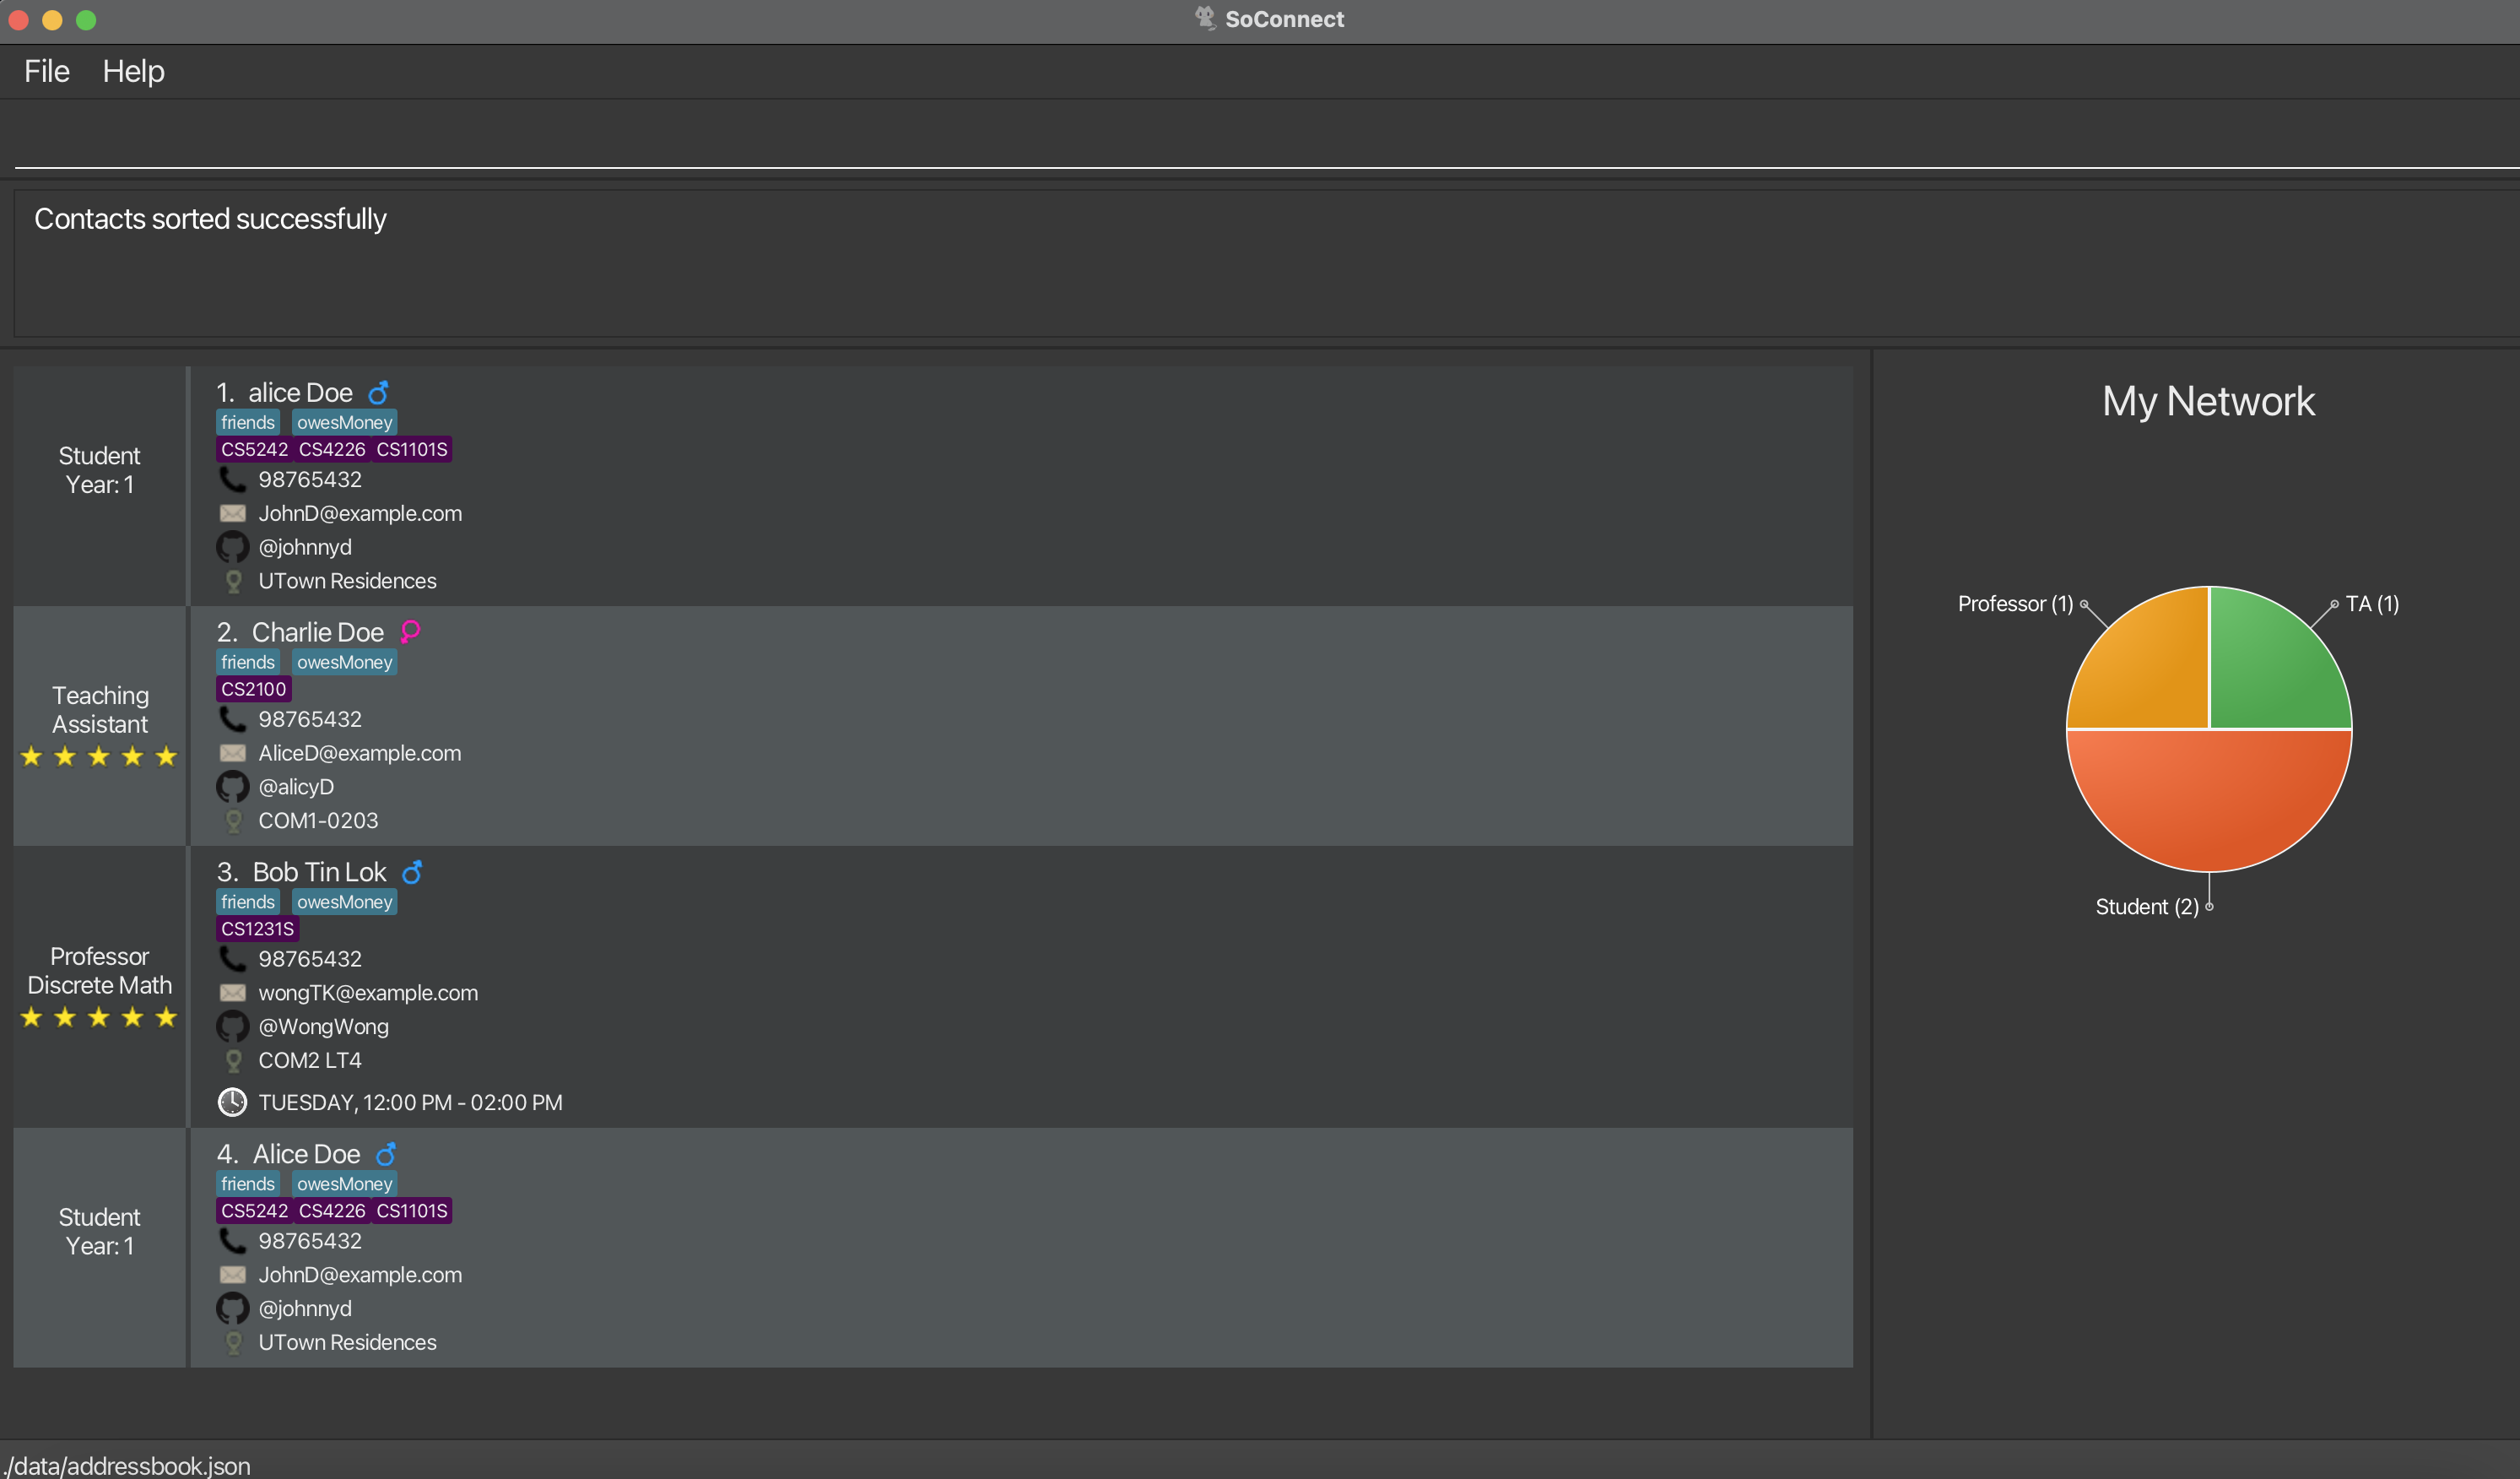 SoConnect
File Help
Contacts sorted successfully
Student
Year: 1
1. alice Doe
friends owesMoney
CS5242 CS4226 CS1101S
98765432
JohnD@example.com
@johnnyd
UTown Residences
Teaching
Assistant
2. Charlie Doe
friends owesMoney
CS2100
98765432
AliceD@example.com
@alicyD
COM1-0203
Professor
Discrete Math
3. Bob Tin Lok
friends owesMoney
CS1231S
98765432
wongTK@example.com
@WongWong
COM2 LT4
TUESDAY, 12:00 PM - 02:00 PM
Student
Year: 1
4. Alice Doe
friends owesMoney
CS5242 CS4226 CS1101S
98765432
JohnD@example.com
@johnnyd
UTown Residences
My Network
Professor (1)
TA (1)
Student (2)
./data/addressbook.json